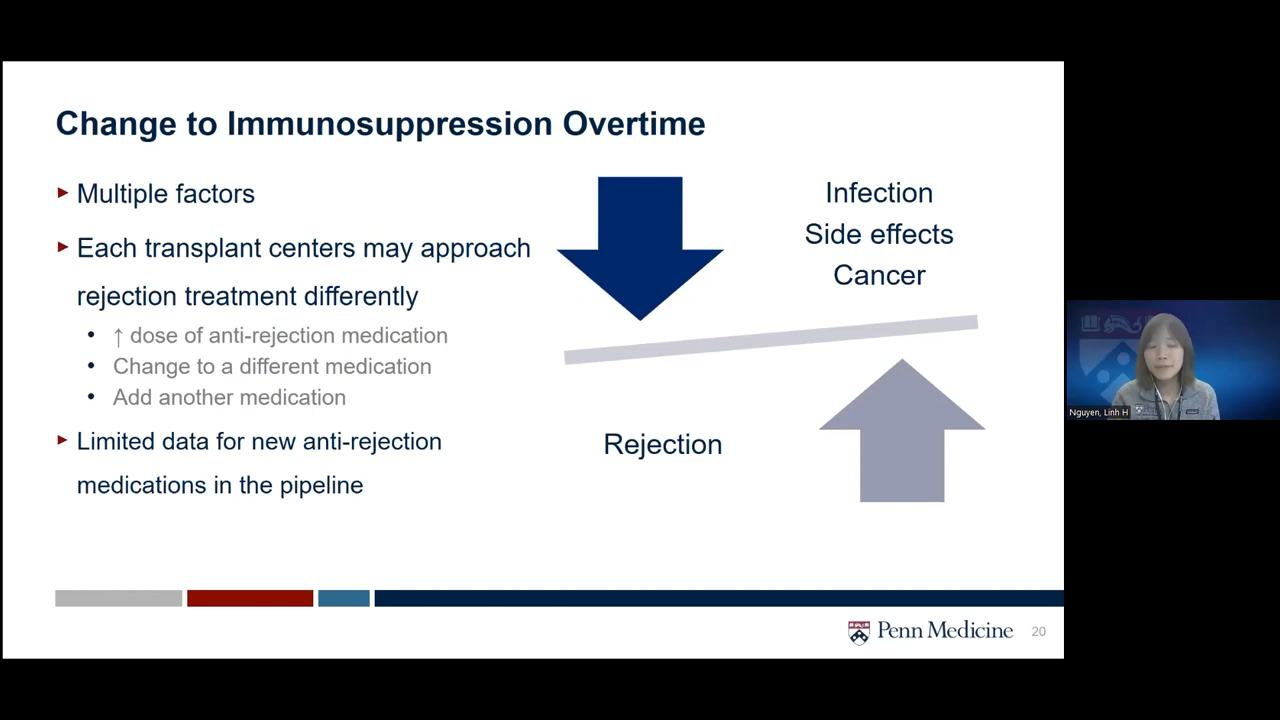 Change to Immunosuppression Overtime
▸ Multiple factors
▸ Each transplant centers may approach
rejection treatment differently
• ↑ dose of anti-rejection medication
• Change to a different medication
• Add another medication
▸ Limited data for new anti-rejection
medications in the pipeline
Infection
Side effects
Cancer
Rejection
Nguyen, Linh H
Penn Medicine
20